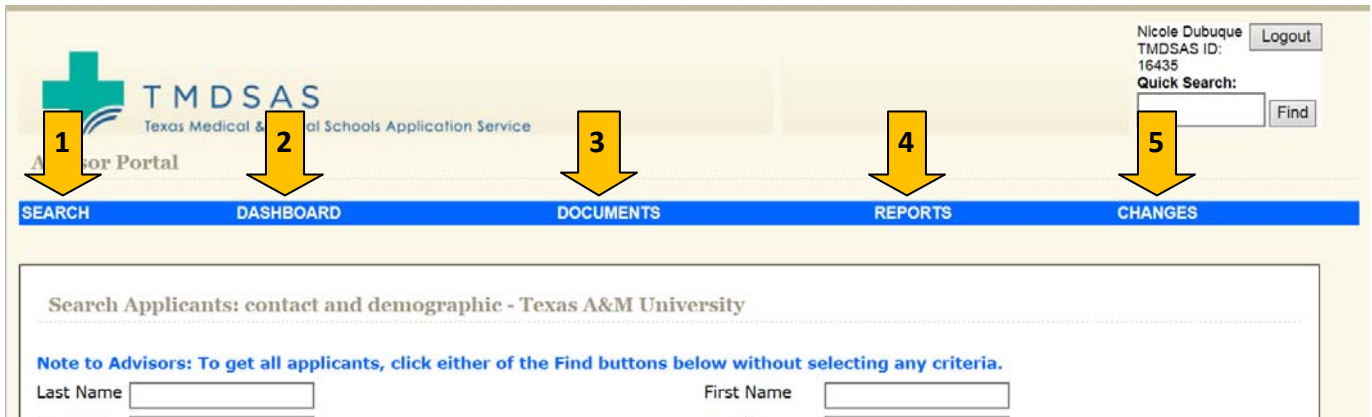 Nicole Dubuque
TMDSAS ID:
16435
Logout
Quick Search:
Find
TMDSAS
Texas Medical & al Schools Application Service
1
2
3
4
5
A sor Portal
SEARCH DASHBOARD DOCUMENTS REPORTS CHANGES
Search Applicants: contact and demographic - Texas A&M University
Note to Advisors: To get all applicants, click either of the Find buttons below without selecting any criteria.
Last Name First Name